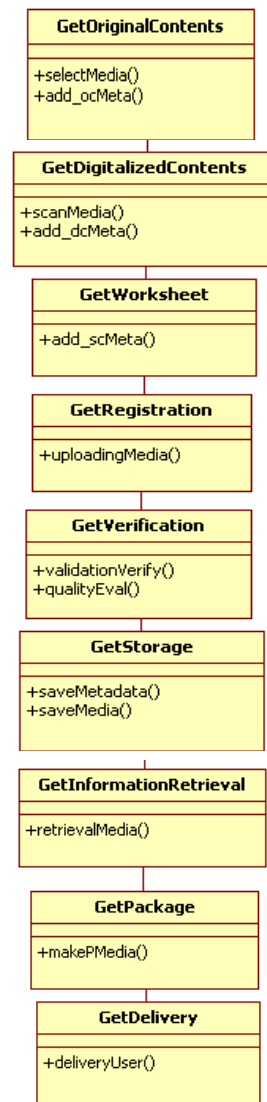 GetOriginalContents
+selectMedia()
+add_ocMeta()
GetDigitalizedContents
+scanMedia()
+add_dcMeta()
GetWorksheet
+add_scMeta()
GetRegistration
+uploadingMedia()
GetVerification
+validationVerify()
+qualityEval()
GetStorage
+saveMetadata()
+saveMedia()
GetInformationRetrieval
+retrievalMedia()
GetPackage
+makePMedia()
GetDelivery
+deliveryUser()